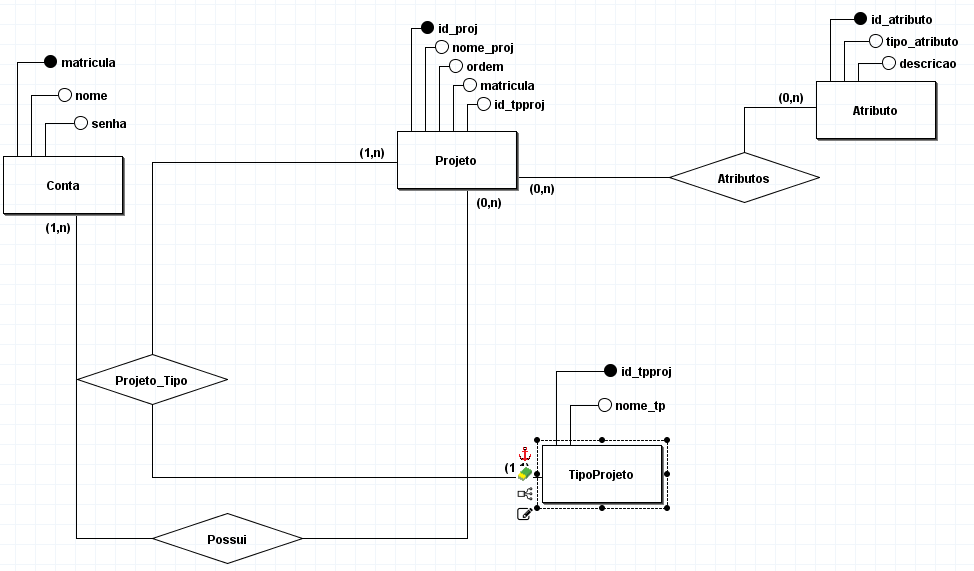 id_proj
nome_proj
ordem
matricula
id_tpproj
id_atributo
tipo_atributo
descricao
matricula
nome
senha
(0,n)
Atributo
(1,n)
Projeto
Conta
(0,n)
Atributos
(0,n)
(1,n)
Projeto_Tipo
id_tpproj
nome_tp
(1
TipoProjeto
Possui